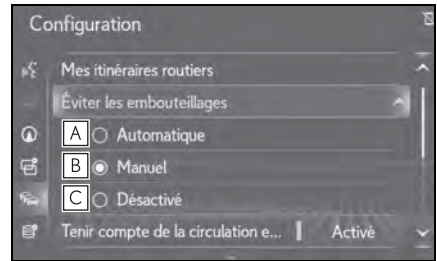 Configuration
Mes itinéraires routiers
Éviter les embouteillages
A Automatique
B Manuel
C Désactivé
Tenir compte de la circulation e... Activé